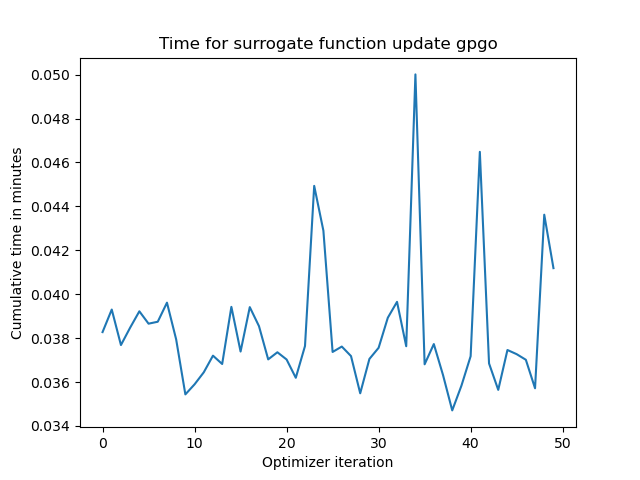 Time for surrogate function update gpgo
Cumulative time in minutes
0.050
0.048
0.046
0.044
0.042
0.040
0.038
0.036
0.034
0 10 20 30 40 50
Optimizer iteration